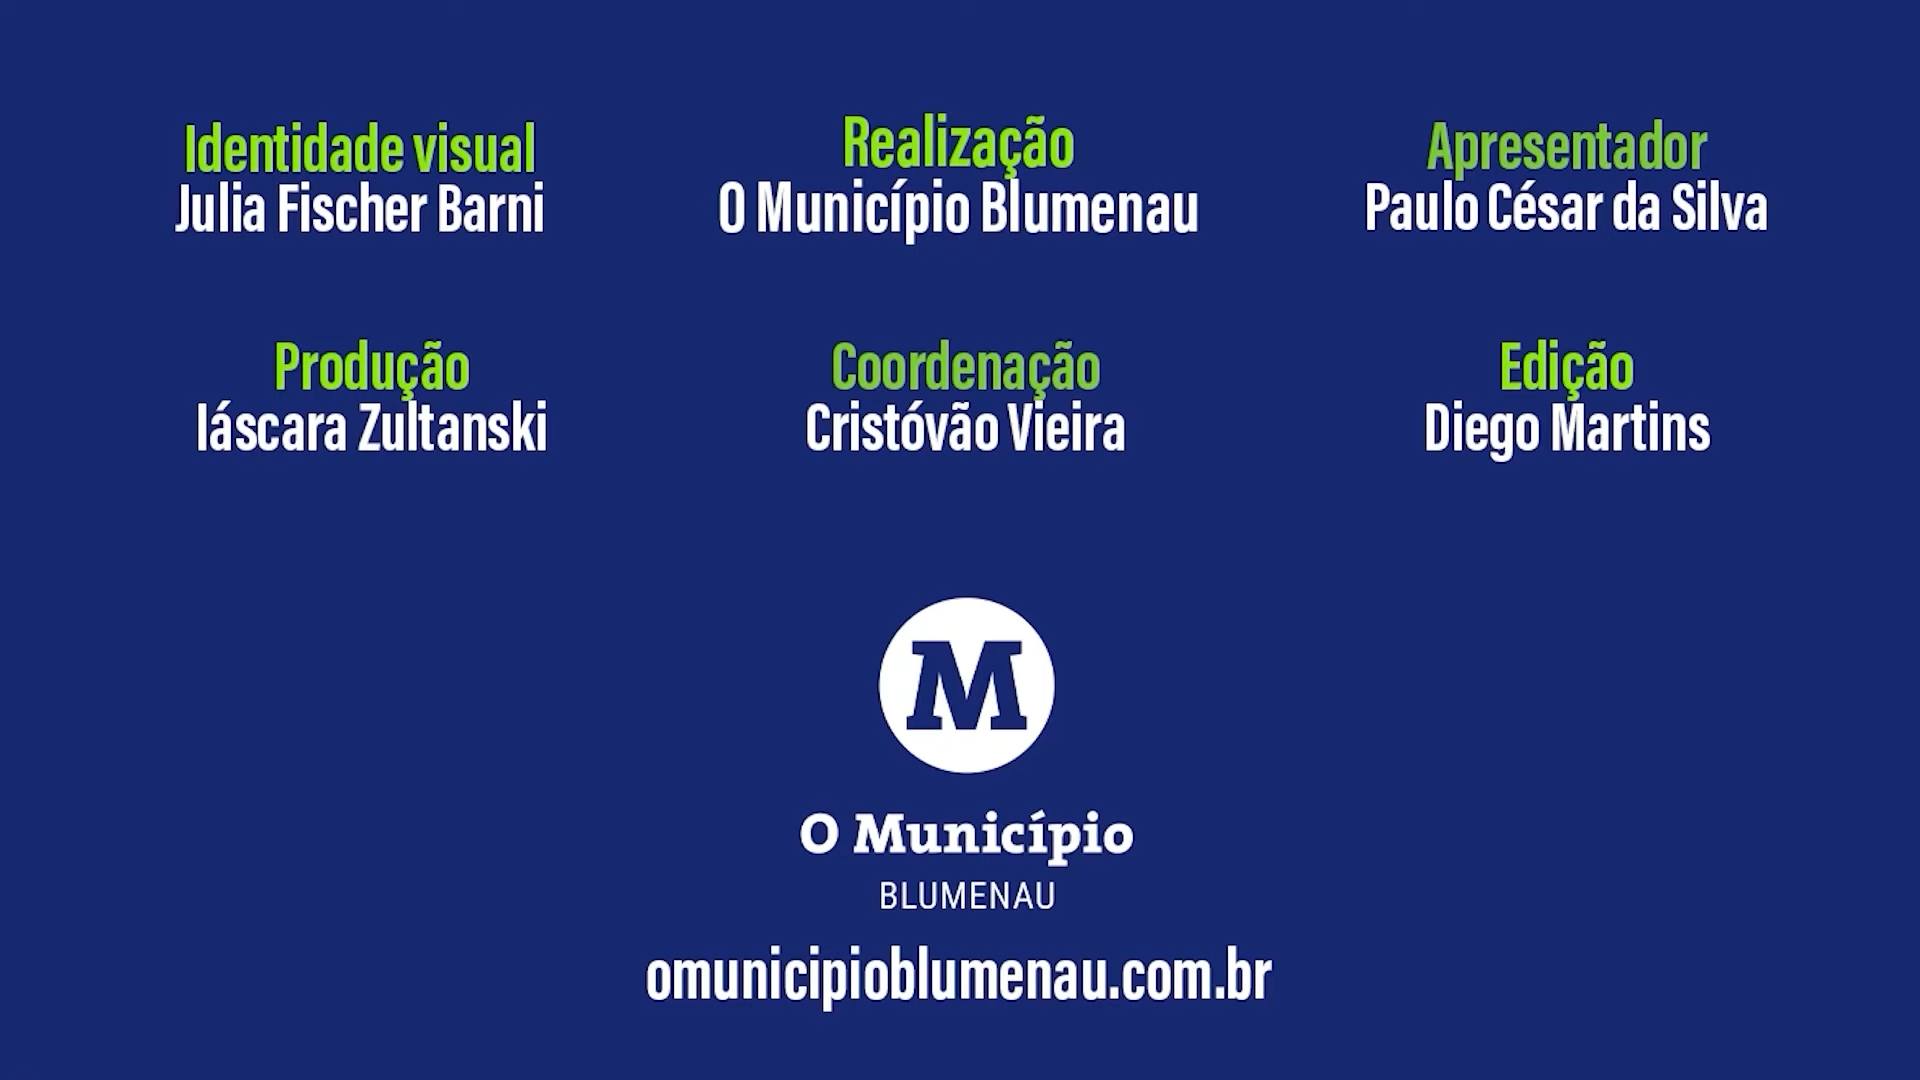 Identidade visual
Julia Fischer Barni
Realização
O Município Blumenau
Apresentador
Paulo César da Silva
Produção
Iáscara Zultanski
Coordenação
Cristóvão Vieira
Edição
Diego Martins
M
O Município
BLUMENAU
omunicipioblumenau.com.br